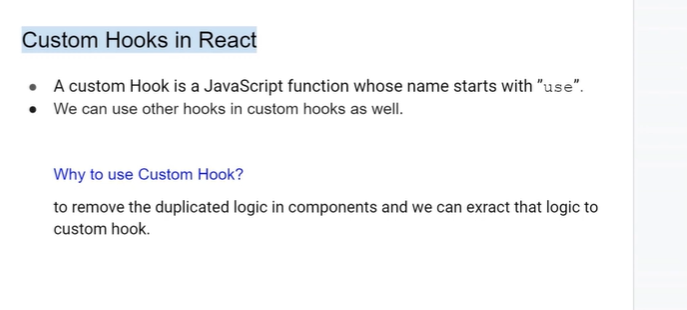 Custom Hooks in React
A custom Hook is a JavaScript function whose name starts with ”use”.
We can use other hooks in custom hooks as well.
Why to use Custom Hook?
to remove the duplicated logic in components and we can exract that logic to
custom hook.